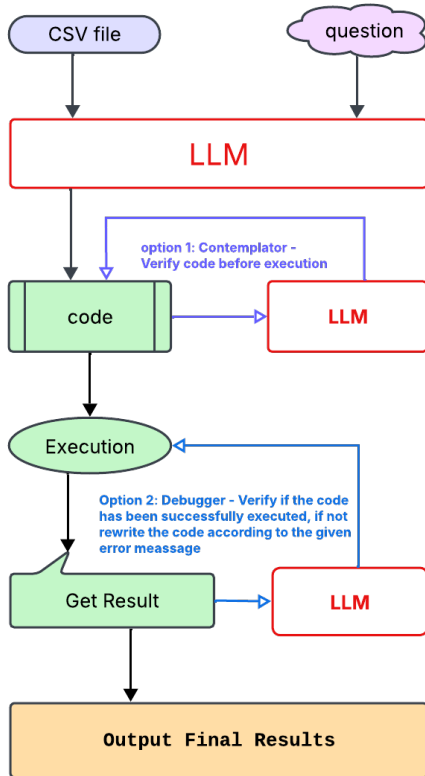 CSV file
question
LLM
option 1: Contemplator -
Verify code before execution
code
LLM
Execution
Option 2: Debugger - Verify if the code
has been successfully executed, if not
rewrite the code according to the given
error meassage
Get Result
LLM
Output Final Results